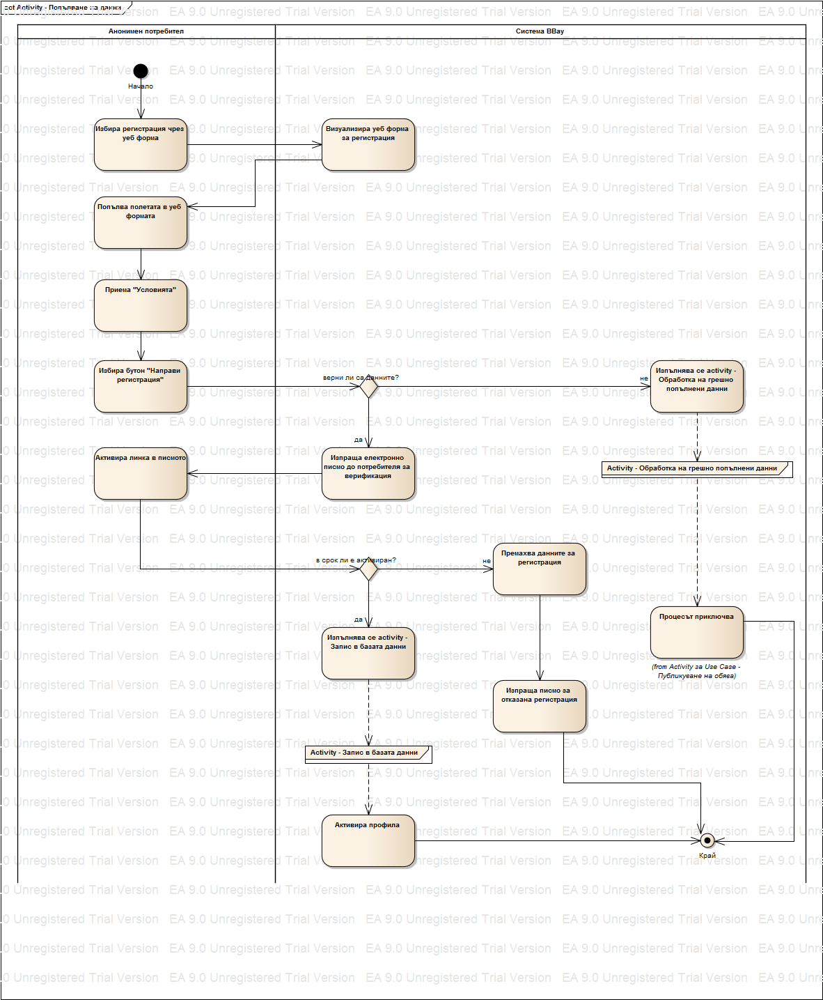 act Activity - Попълване на данни
Анонимен потребител
Система BBay
Начало
Избира регистрация чрез
уеб форма
Визуализира уеб форма
за регистрация
Попълва полетата в уеб
формата
Приема "Условията"
Избира бутон "Направи
регистрация"
верни ли са данните?
не
Изпълнява се activity -
Обработка на грешно
попълнени данни
да
Активира линка в писмото
Изпраща електронно
писмо до потребителя за
верификация
Activity - Обработка на грешно попълнени данни
в срок ли е активиран?
не
Премахва данните за
регистрация
да
Изпълнява се activity -
Запис в базата данни
Процесът приключва
(from Activity за Use Case -
Публикуване на обява)
Изпраща писмо за
отказана регистрация
Activity - Запис в базата данни
Активира профила
Край
EA 9.0 Unregistered Trial Version